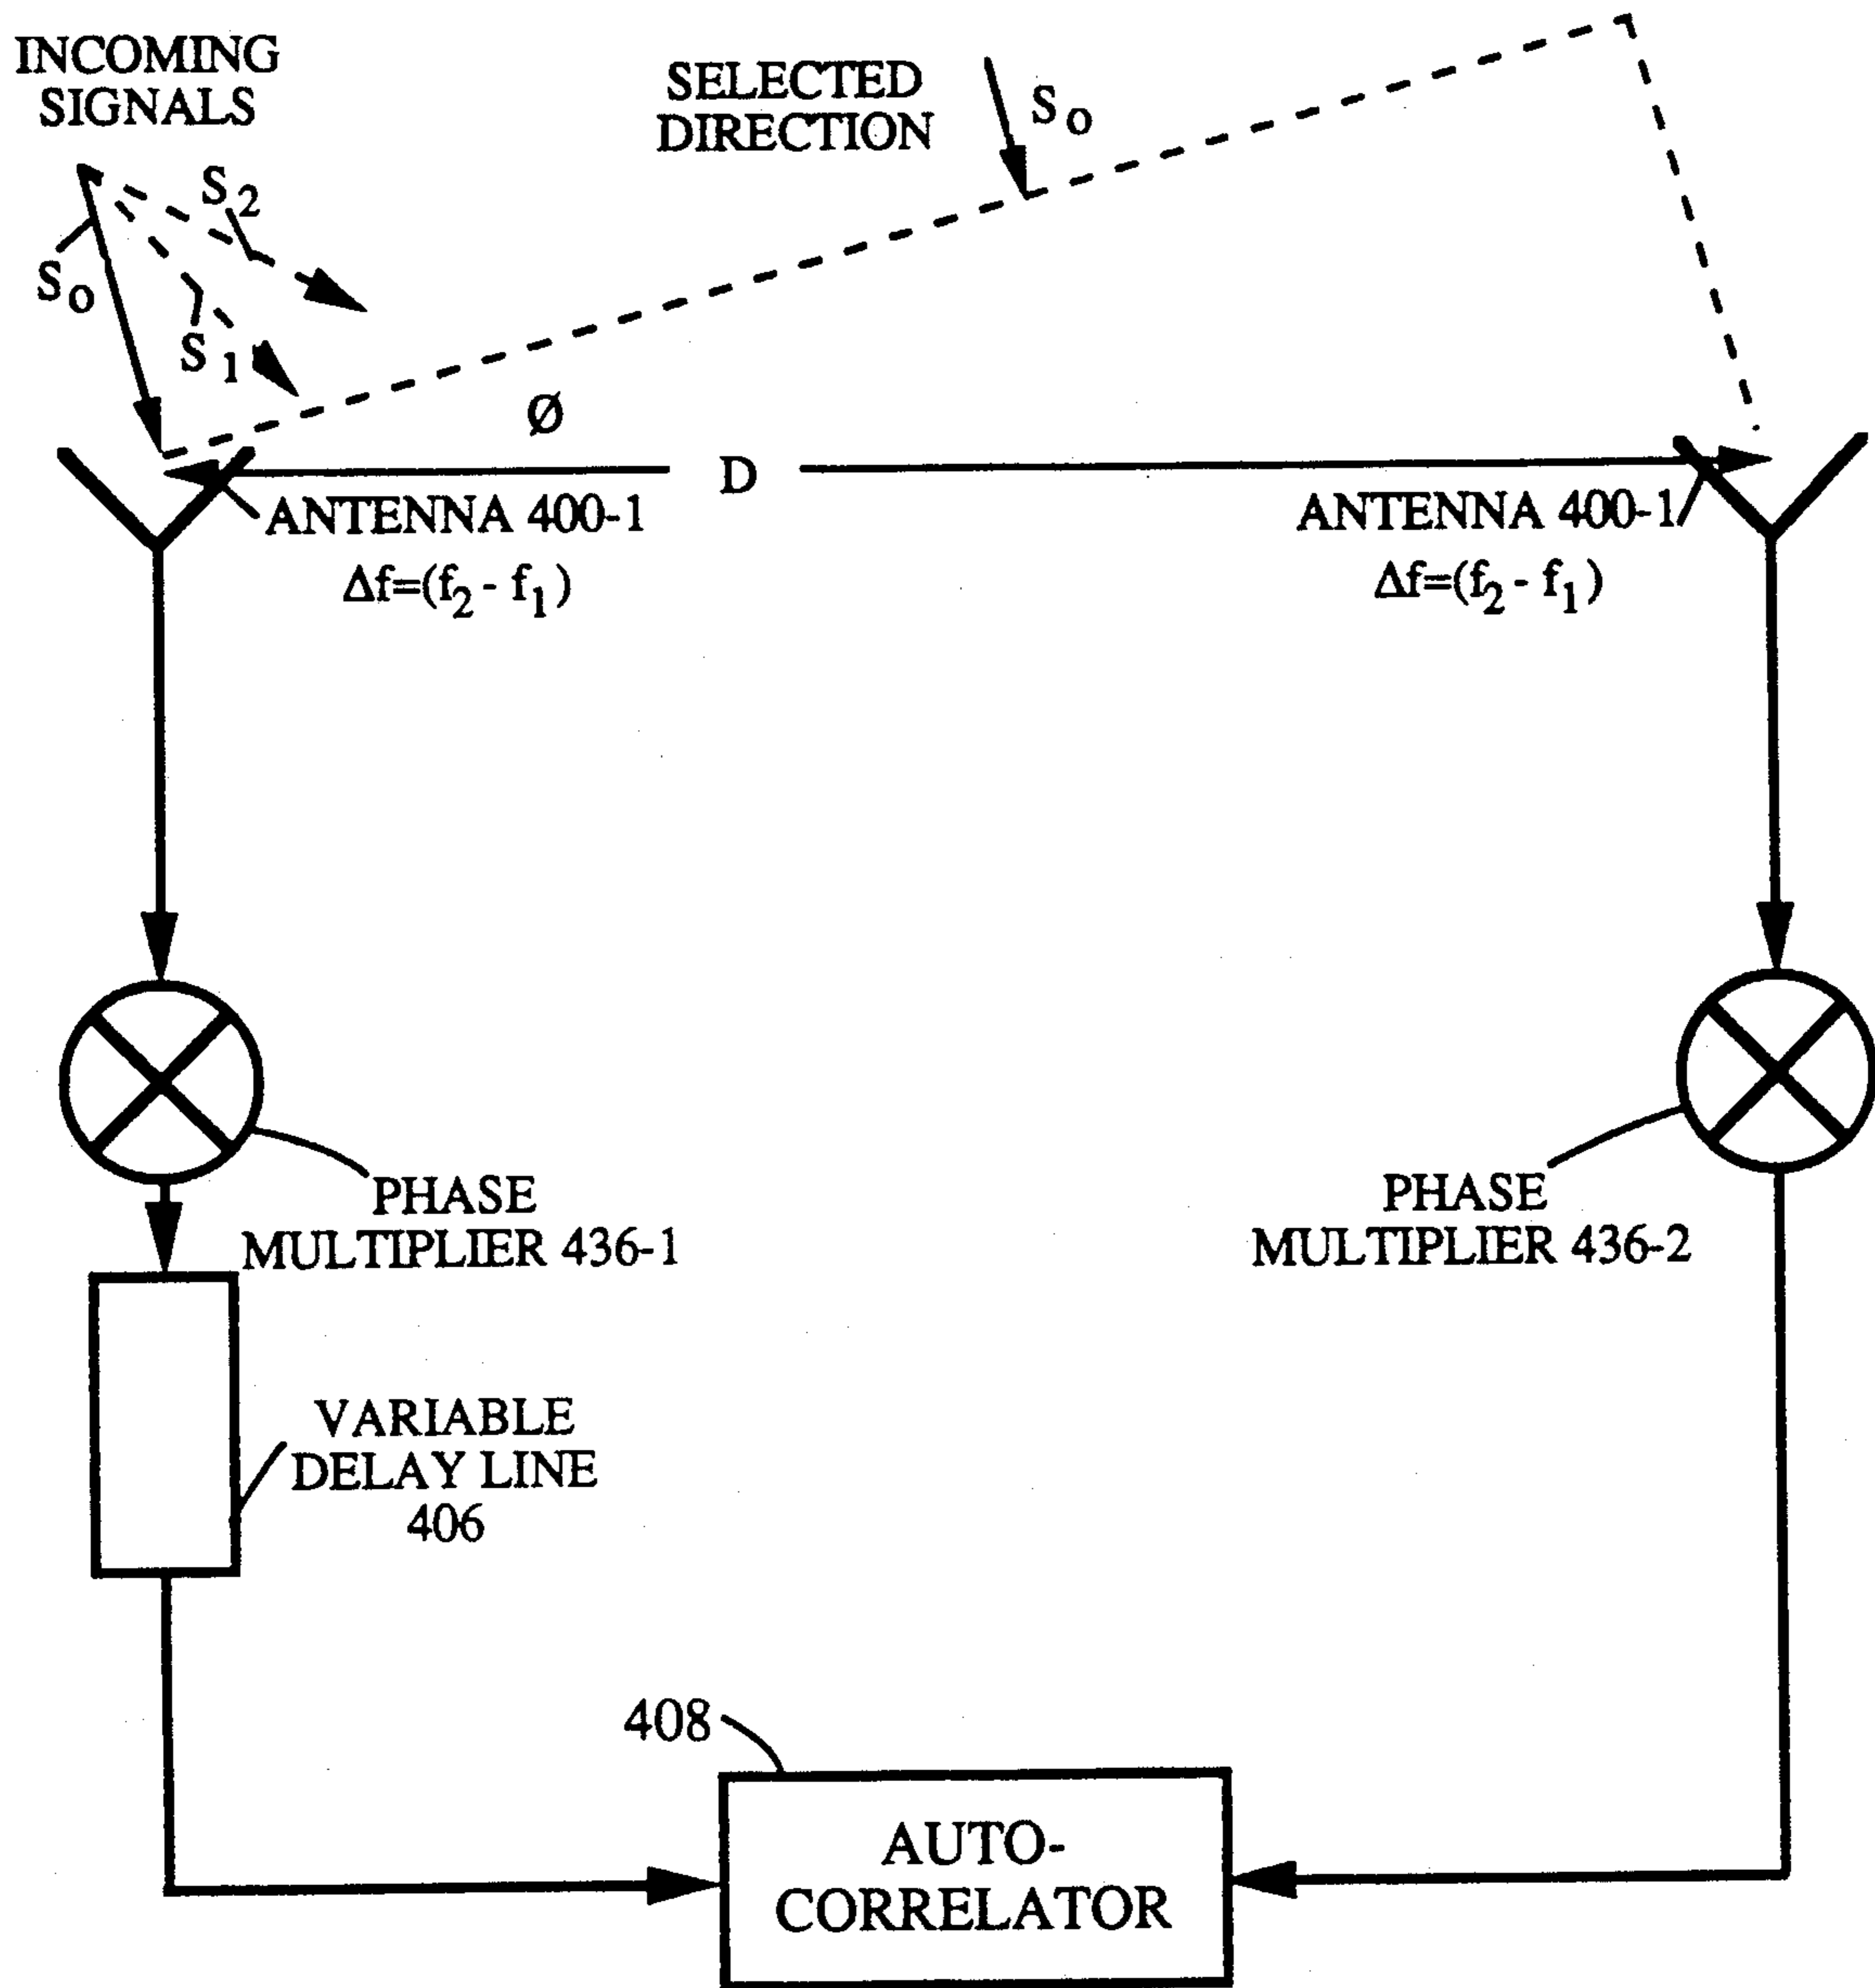 INCOMING
SIGNALS
SELECTED
DIRECTION
S₀
S₂
S₀
S₁
Ø
D
ANTENNA 400-1
Δf=(f₂ - f₁)
ANTENNA 400-1
Δf=(f₂ - f₁)
PHASE
MULTIPLIER 436-1
PHASE
MULTIPLIER 436-2
VARIABLE
DELAY LINE
406
408
AUTO-
CORRELATOR